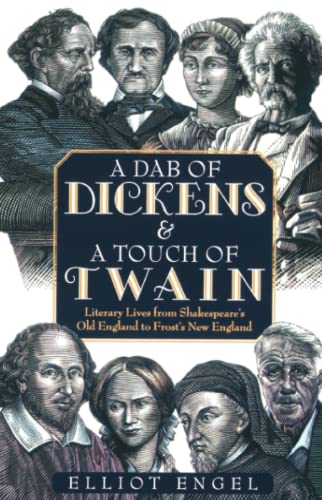 A DAB OF
DICKENS
&
A TOUCH OF
TWAIN
Literary Lives from Shakespeare's
Old England to Frost's New England
ELLIOT ENGEL